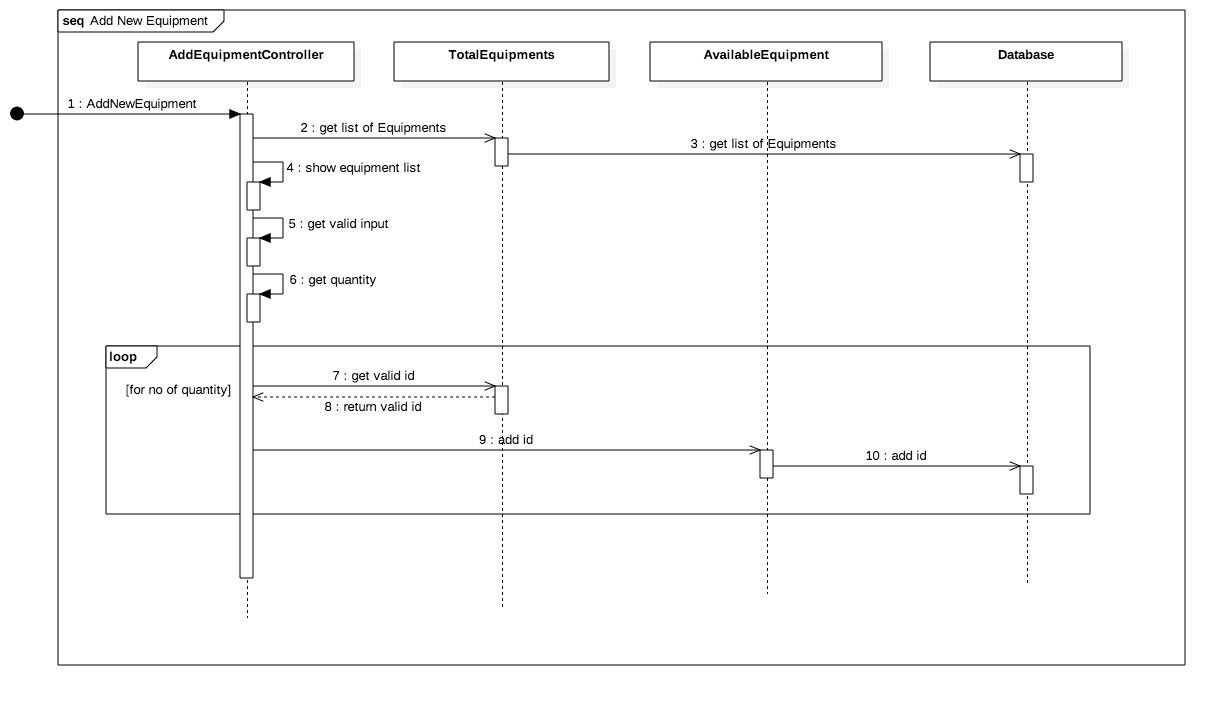 seq Add New Equipment
AddEquipmentController
TotalEquipments
AvailableEquipment
Database
1 : AddNewEquipment
2 : get list of Equipments
3 : get list of Equipments
4 : show equipment list
5 : get valid input
6 : get quantity
loop
[for no of quantity]
7 : get valid id
8 : return valid id
9 : add id
10 : add id